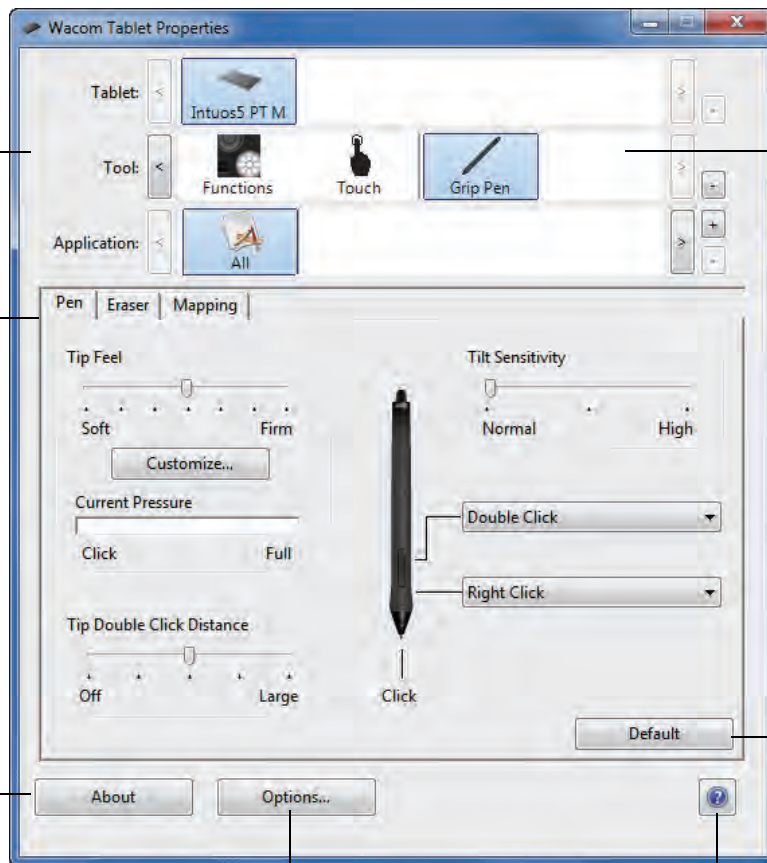 Wacom Tablet Properties
Tablet:
Intuos5 PT M
Tool:
Functions
Touch
Grip Pen
Application:
All
Pen
Eraser
Mapping
Tip Feel
Soft
Firm
Customize...
Current Pressure
Click
Full
Tip Double Click Distance
Off
Large
Tilt Sensitivity
Normal
High
Double Click
Right Click
Click
Default
About
Options...
?